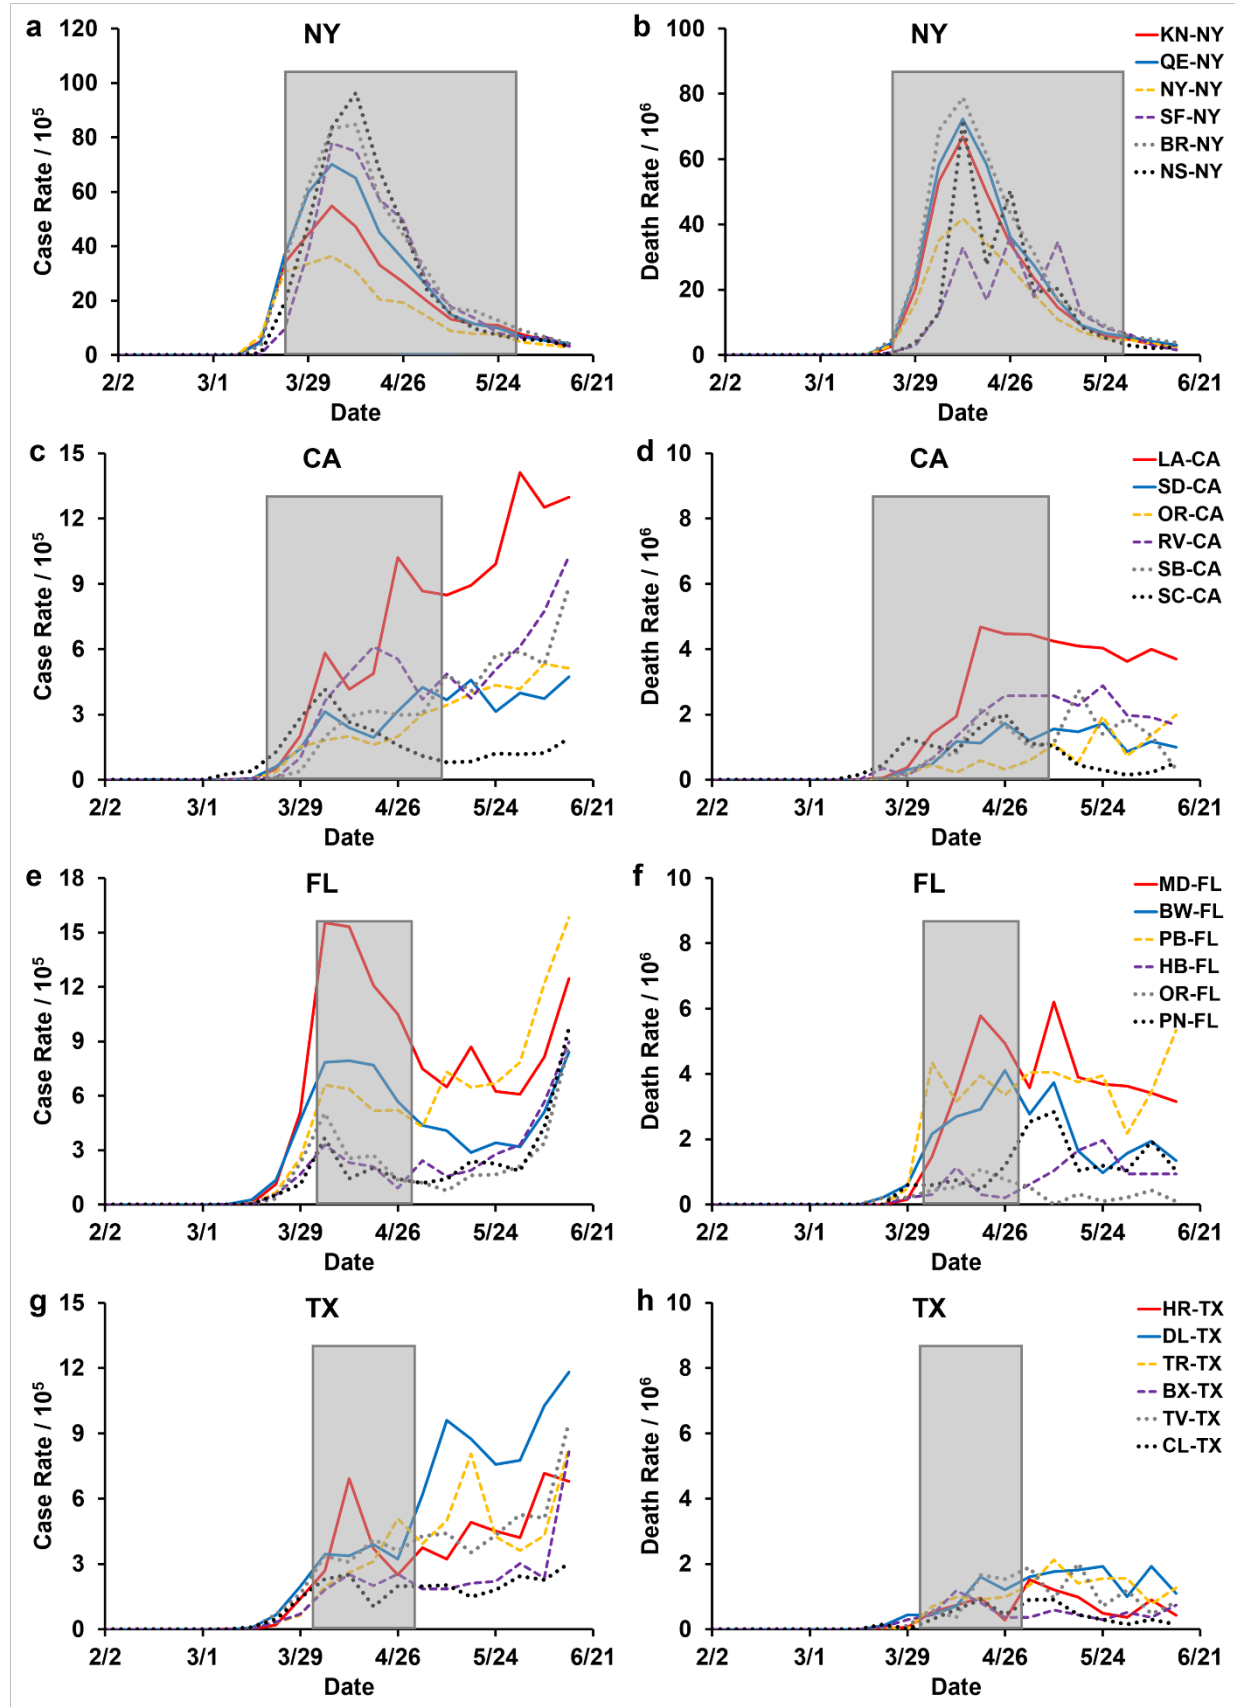 a NY
120
100
80
60
40
20
0
Case Rate / 10⁵
2/2 3/1 3/29 4/26 5/24 6/21
Date
b NY
100
80
60
40
20
0
Death Rate / 10⁶
2/2 3/1 3/29 4/26 5/24 6/21
Date
KN-NY
QE-NY
NY-NY
SF-NY
BR-NY
NS-NY
c CA
15
12
9
6
3
0
Case Rate / 10⁵
2/2 3/1 3/29 4/26 5/24 6/21
Date
d CA
10
8
6
4
2
0
Death Rate / 10⁶
2/2 3/1 3/29 4/26 5/24 6/21
Date
LA-CA
SD-CA
OR-CA
RV-CA
SB-CA
SC-CA
e FL
18
15
12
9
6
3
0
Case Rate / 10⁵
2/2 3/1 3/29 4/26 5/24 6/21
Date
f FL
10
8
6
4
2
0
Death Rate / 10⁶
2/2 3/1 3/29 4/26 5/24 6/21
Date
MD-FL
BW-FL
PB-FL
HB-FL
OR-FL
PN-FL
g TX
15
12
9
6
3
0
Case Rate / 10⁵
2/2 3/1 3/29 4/26 5/24 6/21
Date
h TX
10
8
6
4
2
0
Death Rate / 10⁶
2/2 3/1 3/29 4/26 5/24 6/21
Date
HR-TX
DL-TX
TR-TX
BX-TX
TV-TX
CL-TX